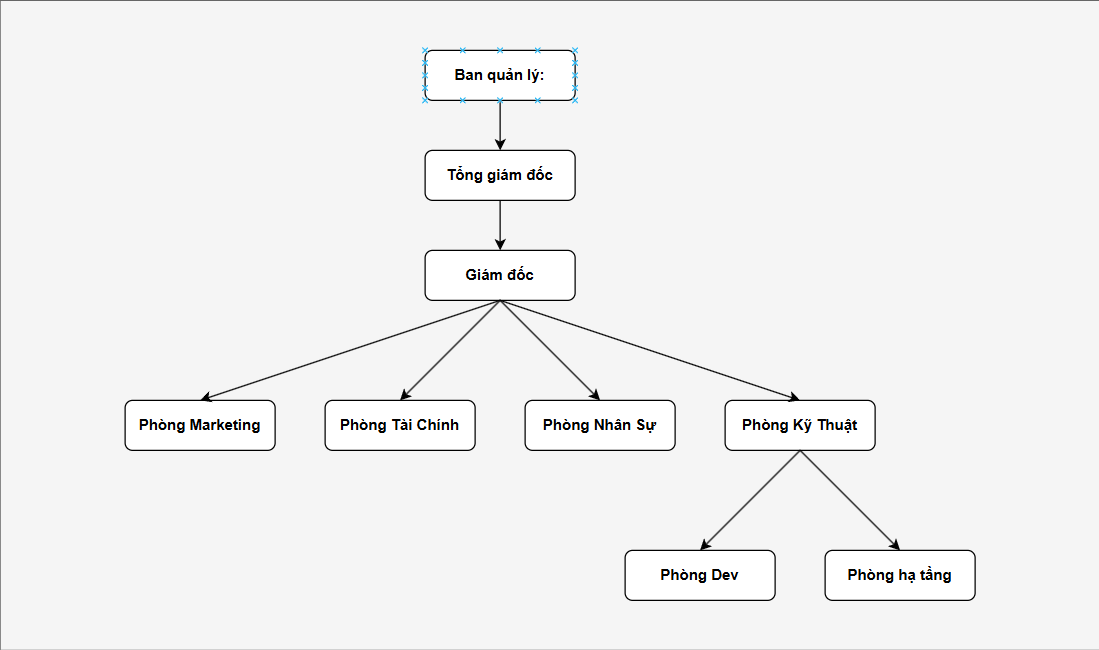 Ban quản lý:
Tổng giám đốc
Giám đốc
Phòng Marketing
Phòng Tài Chính
Phòng Nhân Sự
Phòng Kỹ Thuật
Phòng Dev
Phòng hạ tầng